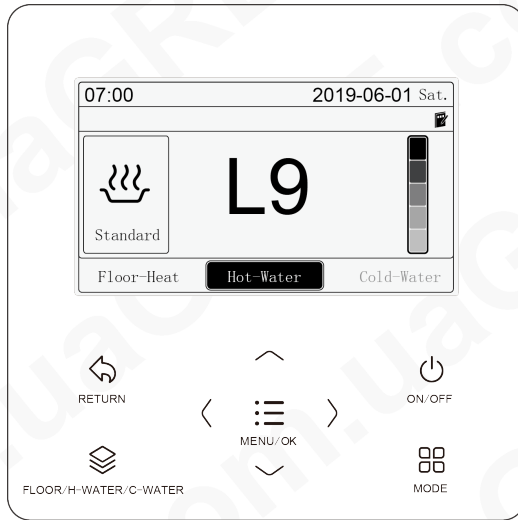 07:00 2019-06-01 Sat.
L9
Standard
Floor-Heat Hot-Water Cold-Water
RETURN
ON/OFF
MENU/OK
FLOOR/H-WATER/C-WATER
MODE